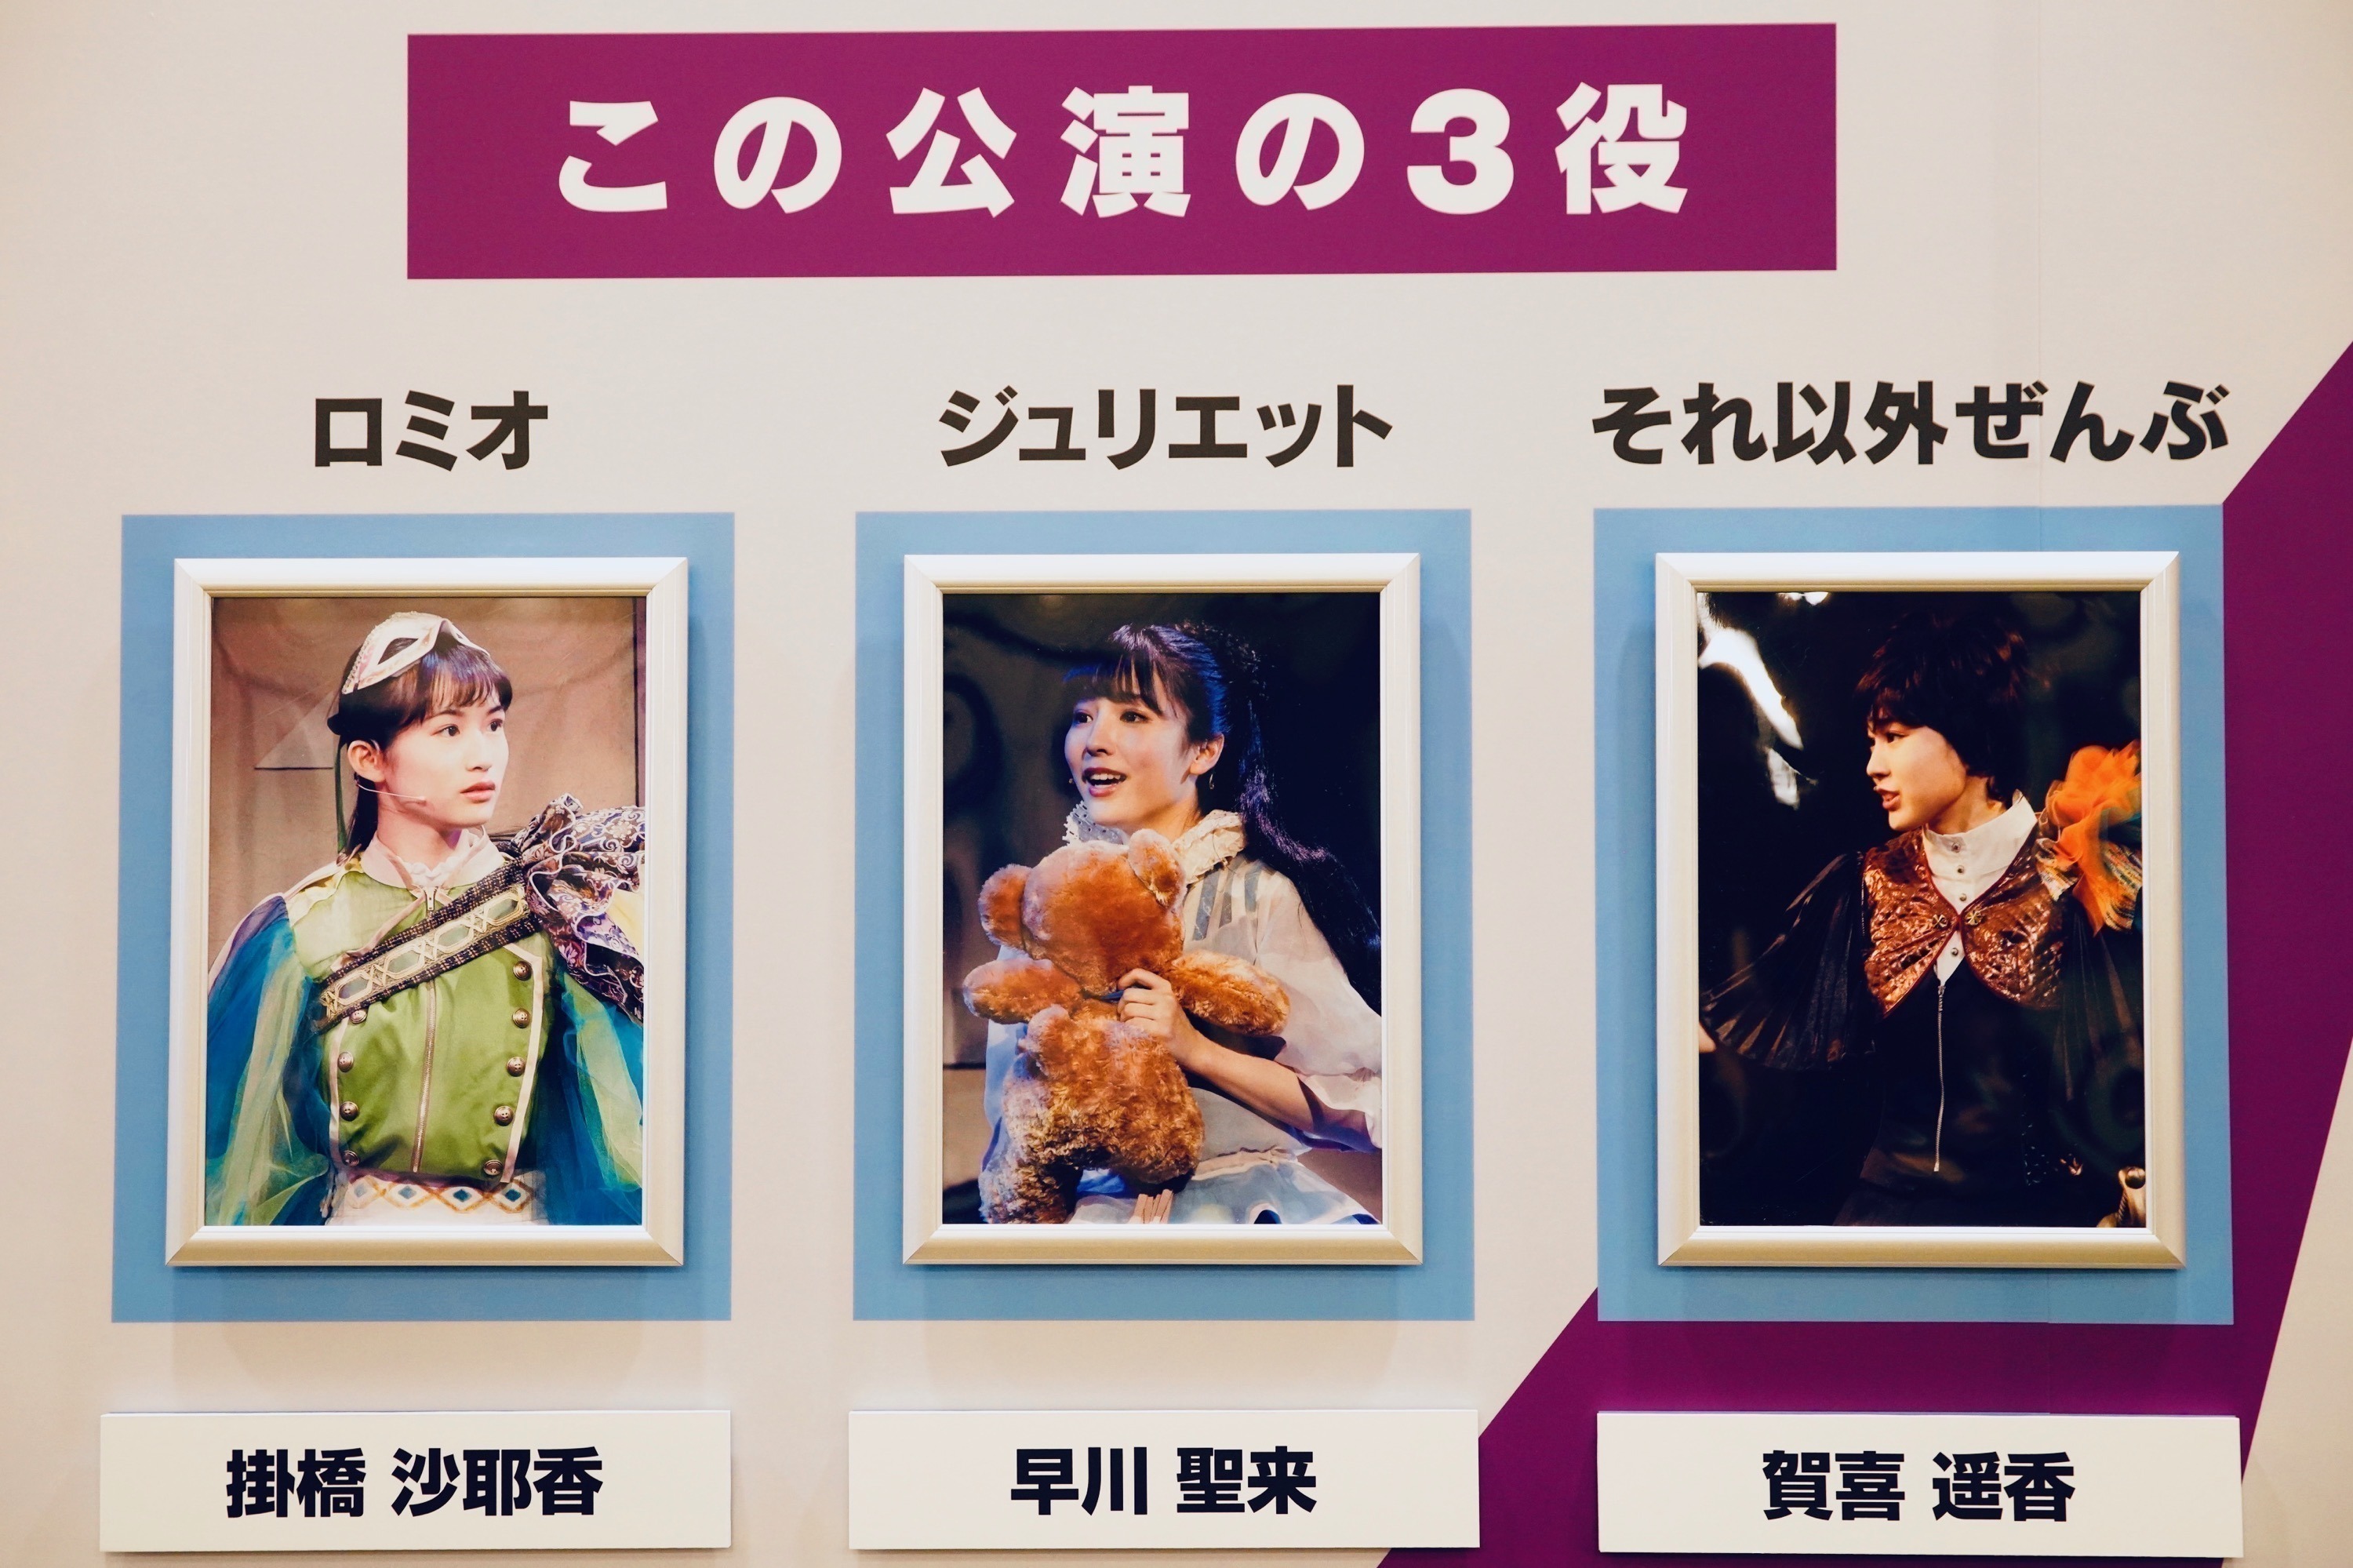 この公演の3役
ロミオ
ジュリエット
それ以外ぜんぶ
掛橋 沙耶香
早川 聖来
賀喜 遥香